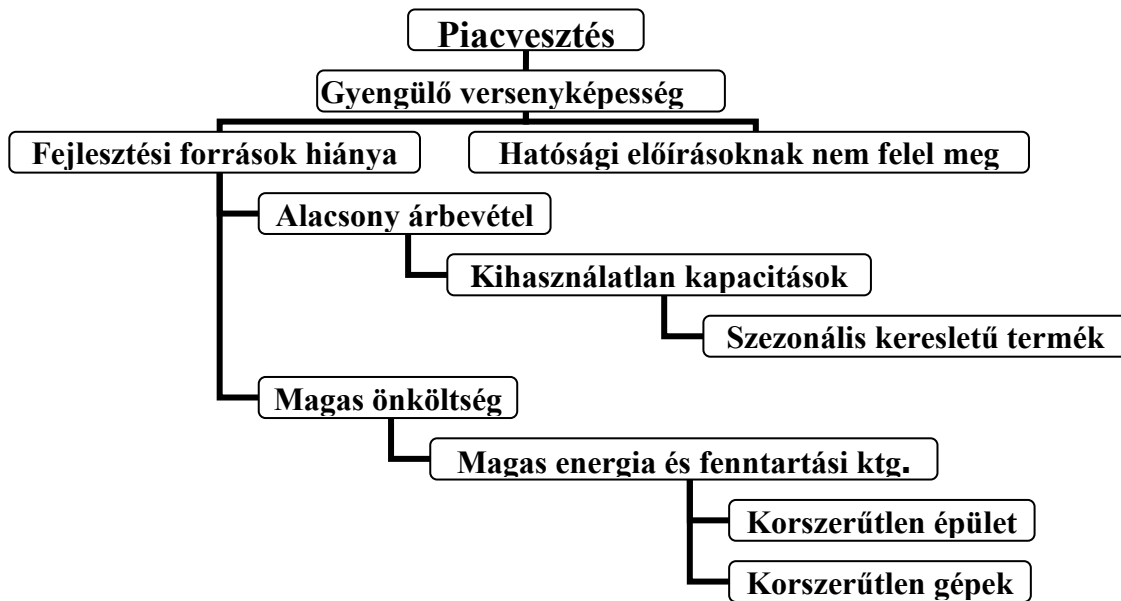 Piacvesztés
Gyengülő versenyképesség
Fejlesztési források hiánya
Hatósági előírásoknak nem felel meg
Alacsony árbevétel
Kihasználatlan kapacitások
Szezonális keresletű termék
Magas önköltség
Magas energia és fenntartási ktg.
Korszerűtlen épület
Korszerűtlen gépek